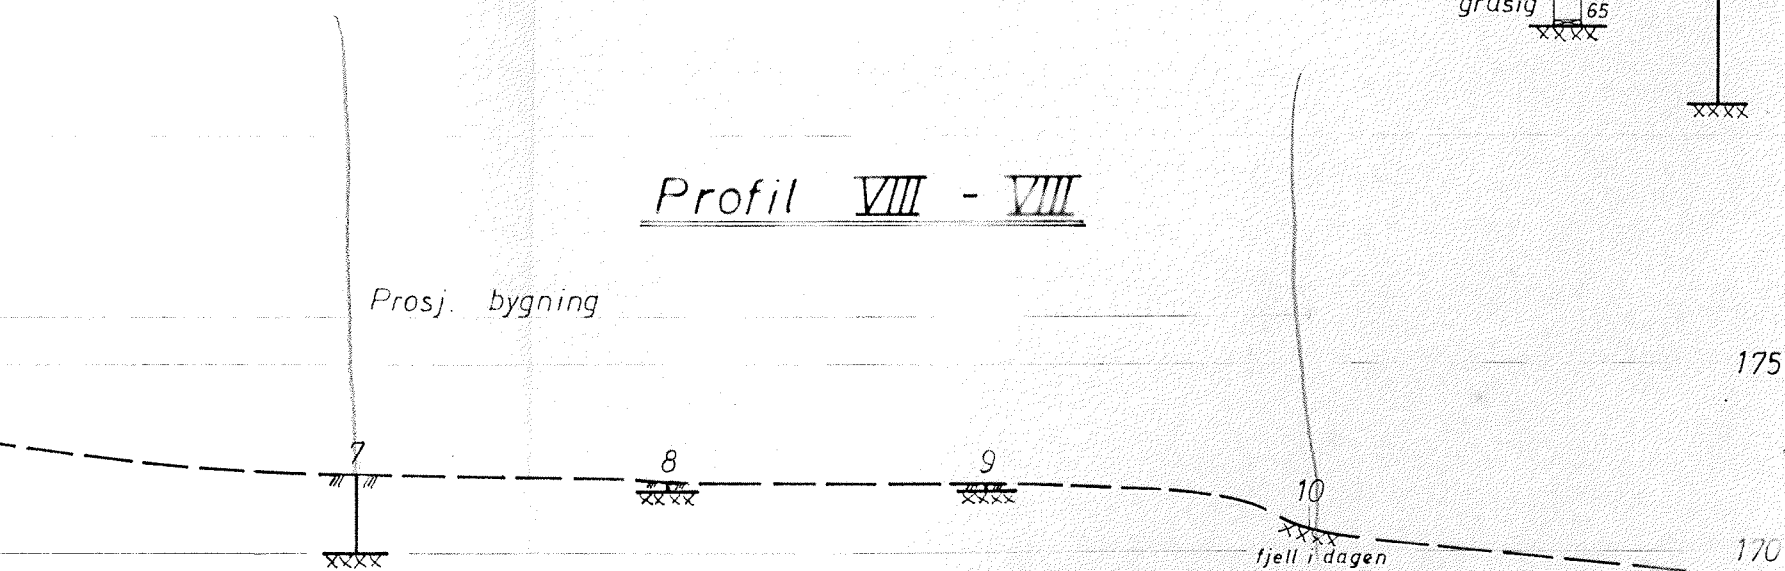 grusig 65
Profil VIII - VIII
Prosj. bygning
175
7 8 9 10
fjell i dagen
170